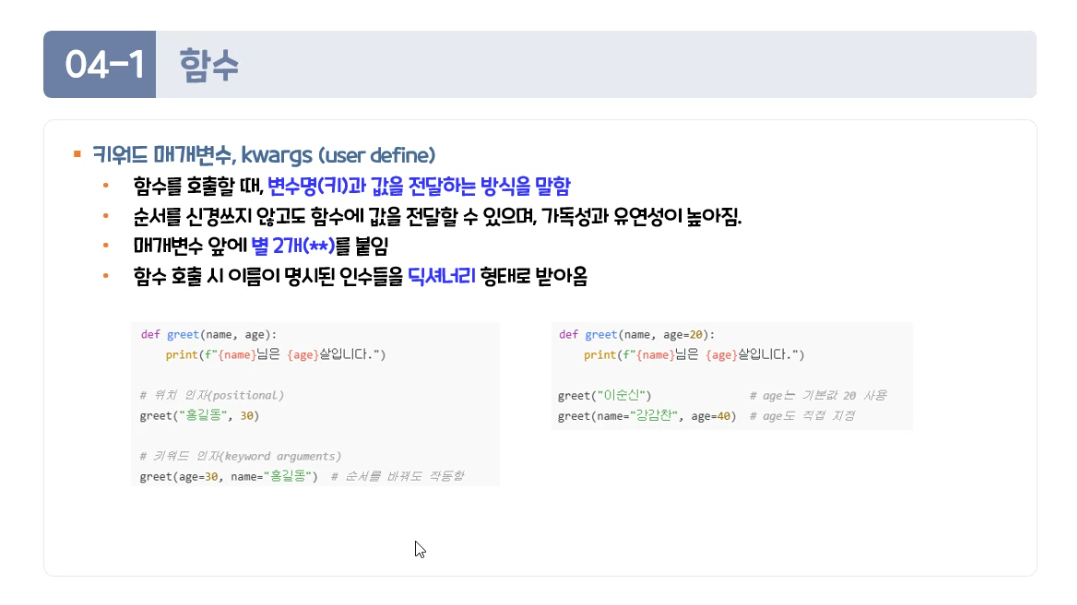 04-1 함수
키워드 매개변수, kwargs (user define)
함수를 호출할 때, 변수명(키)과 값을 전달하는 방식을 말함
순서를 신경쓰지 않고도 함수에 값을 전달할 수 있으며, 가독성과 유연성이 높아짐.
매개변수 앞에 별 2개(**)를 붙임
함수 호출 시 이름이 명시된 인수들을 딕셔너리 형태로 받아옴
def greet(name, age):
    print(f"{name}님은 {age}살입니다.")
# 위치 인자(positional)
greet("홍길동", 30)
# 키워드 인자(keyword arguments)
greet(age=30, name="홍길동")  # 순서를 바꿔도 작동함
def greet(name, age=20):
    print(f"{name}님은 {age}살입니다.")
greet("이순신")  # age는 기본값 20 사용
greet(name="강감찬", age=40)  # age도 직접 지정